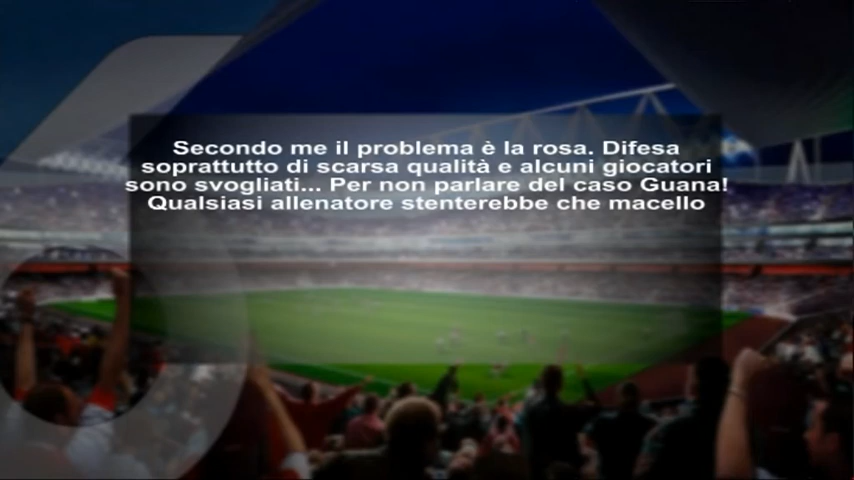 Secondo me il problema è la rosa. Difesa
soprattutto di scarsa qualità e alcuni giocatori
sono svogliati... Per non parlare del caso Guana!
Qualsiasi allenatore stenterebbe che macello